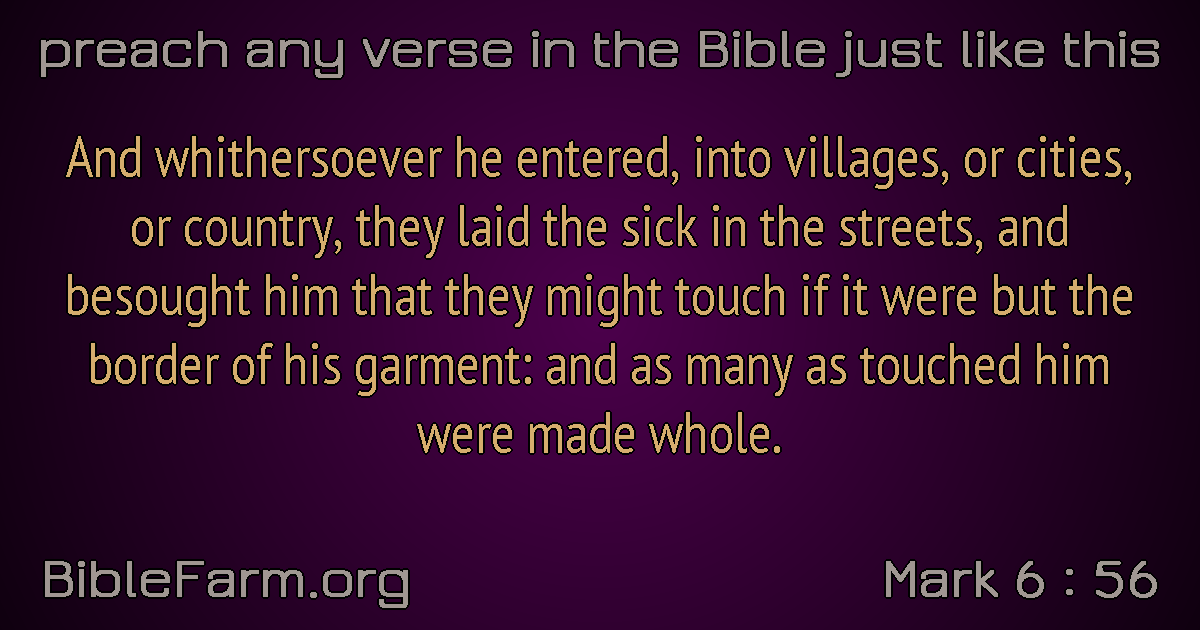 preach any verse in the Bible just like this
And whithersoever he entered, into villages, or cities,
or country, they laid the sick in the streets, and
besought him that they might touch if it were but the
border of his garment: and as many as touched him
were made whole.
BibleFarm.org
Mark 6 : 56